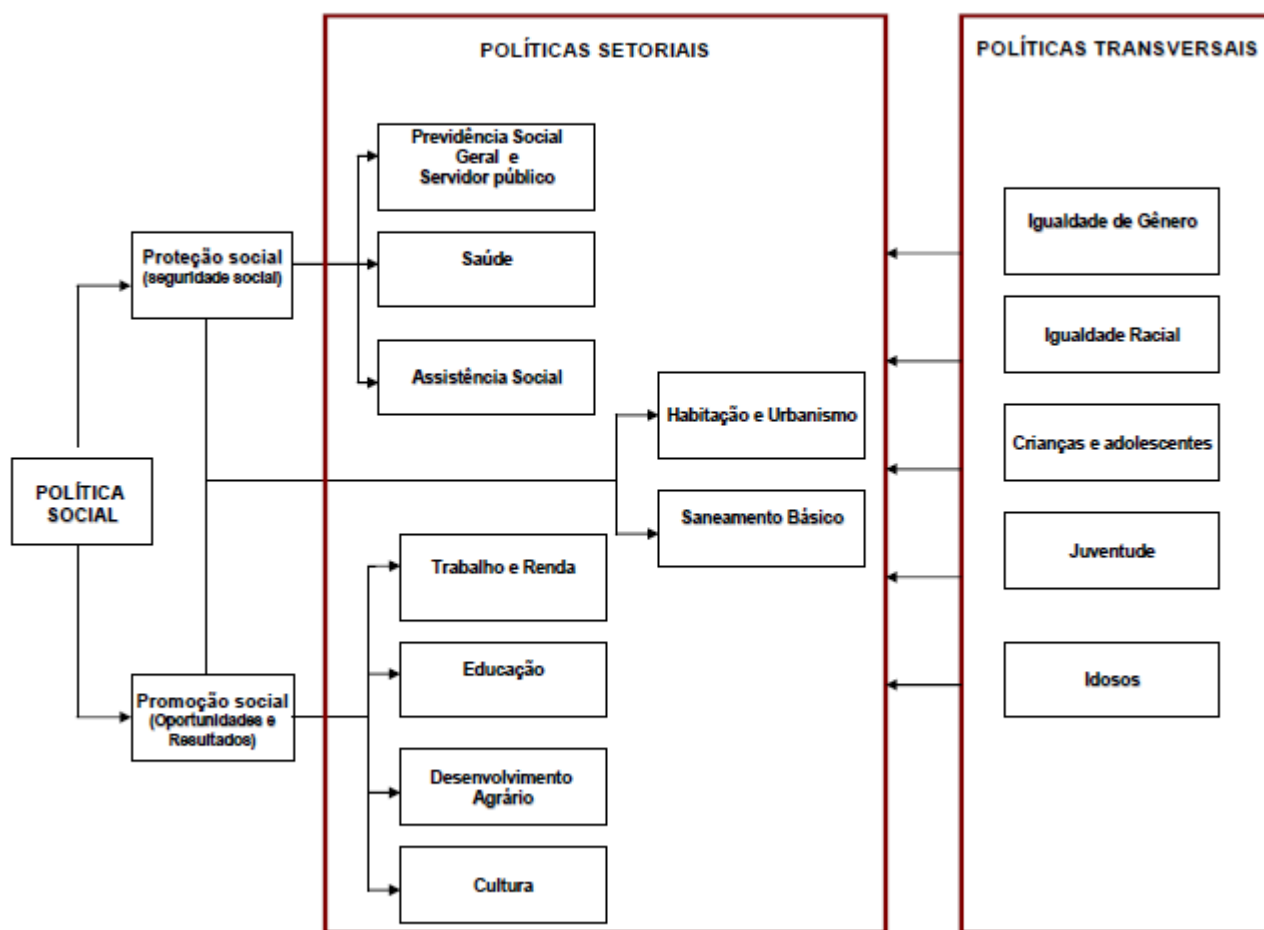 POLÍTICAS SETORIAIS
POLÍTICAS TRANSVERSAIS
Previdência Social
Geral e
Servidor público
Proteção social
(seguridade social)
Saúde
Assistência Social
Habitação e Urbanismo
POLÍTICA
SOCIAL
Saneamento Básico
Trabalho e Renda
Educação
Promoção social
(Oportunidades e
Resultados)
Desenvolvimento
Agrário
Cultura
Igualdade de Gênero
Igualdade Racial
Crianças e adolescentes
Juventude
Idosos